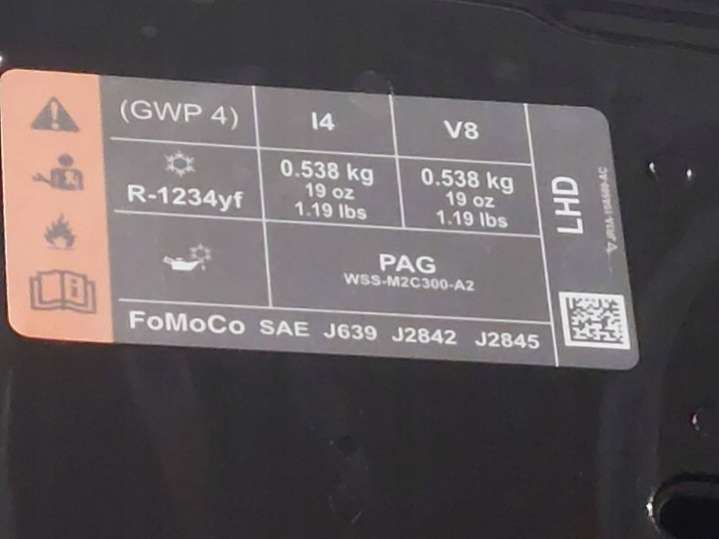 (GWP 4) I4 V8
R-1234yf
0.538 kg
19 oz
1.19 lbs
0.538 kg
19 oz
1.19 lbs
PAG
WSS-M2C300-A2
FoMoCo SAE J639 J2842 J2845
LHD